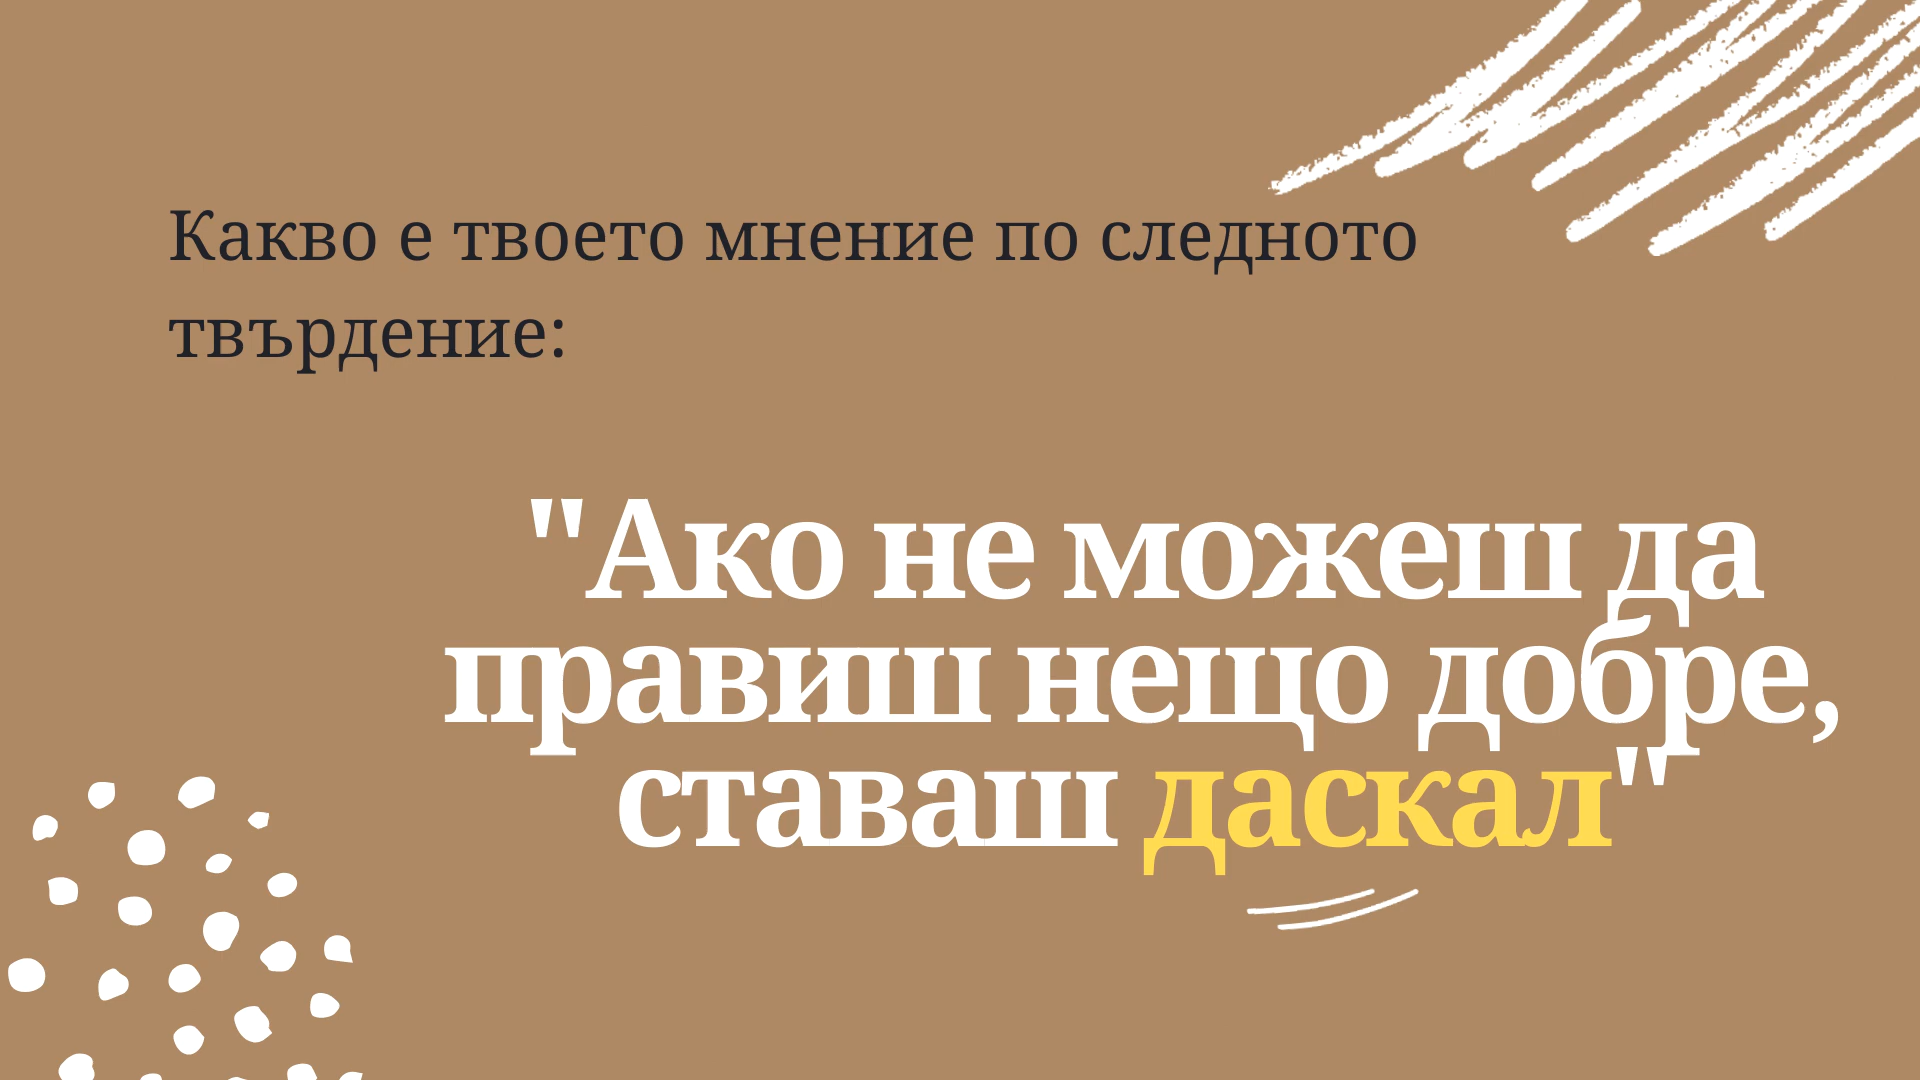 Какво е твоето мнение по следното
твърдение:
"Ако не можеш да
правиш нещо добре,
ставаш даскал"